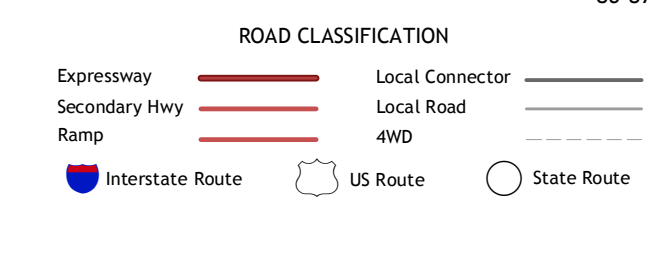 ROAD CLASSIFICATION
Expressway
Local Connector
Secondary Hwy
Local Road
Ramp
4WD
Interstate Route
US Route
State Route